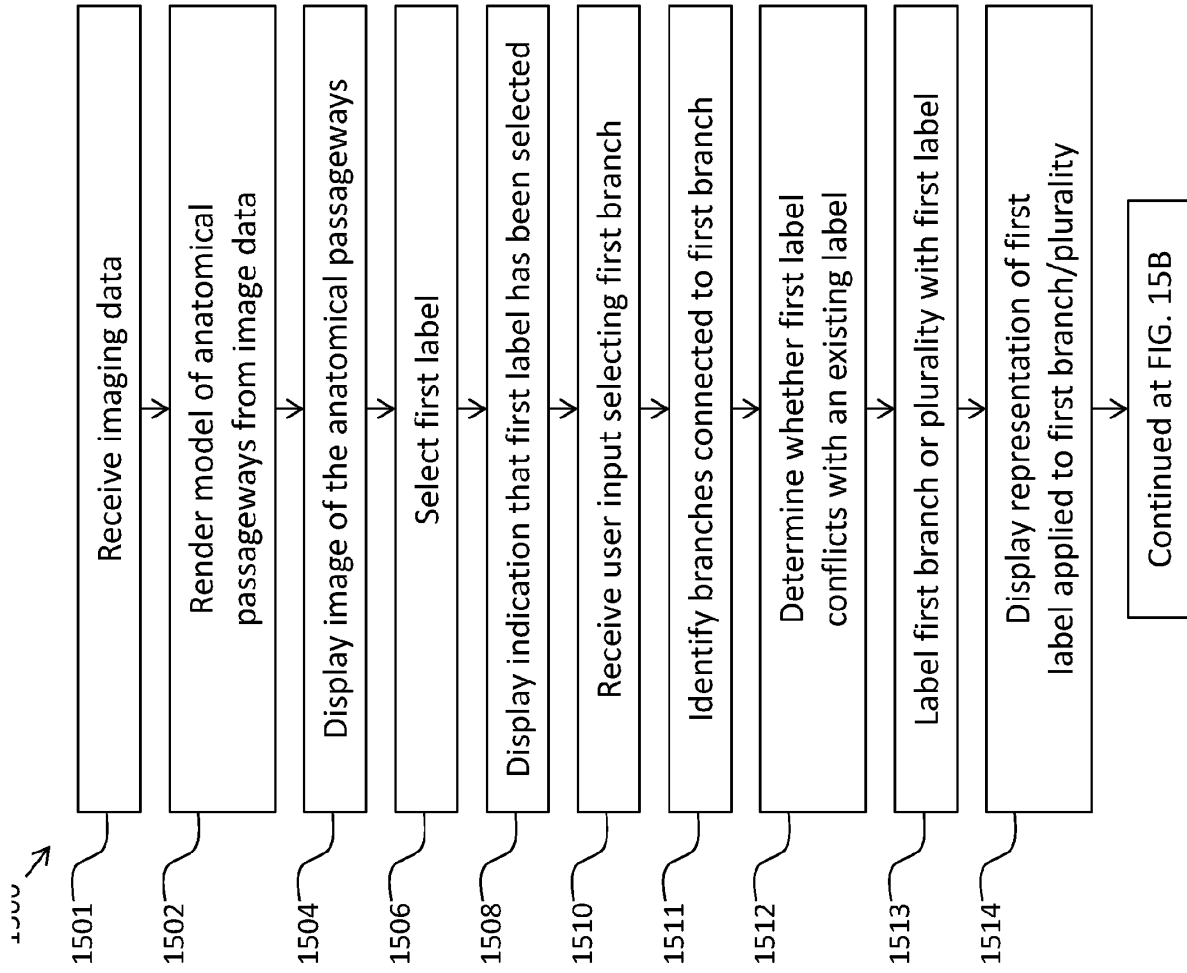 1501
Receive imaging data
1502
Render model of anatomical
passageways from image data
1504
Display image of the anatomical passageways
1506
Select first label
1508
Display indication that first label has been selected
1510
Receive user input selecting first branch
1511
Identify branches connected to first branch
1512
Determine whether first label
conflicts with an existing label
1513
Label first branch or plurality with first label
1514
Display representation of first
label applied to first branch/plurality
Continued at FIG. 15B